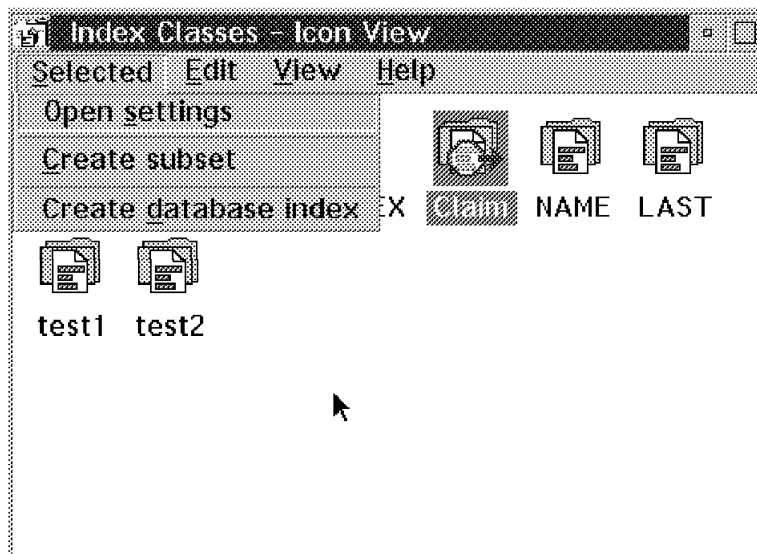 Index Classes - Icon View
Selected Edit View Help
Open settings
Create subset
Create database index
EX Claim NAME LAST
test1 test2